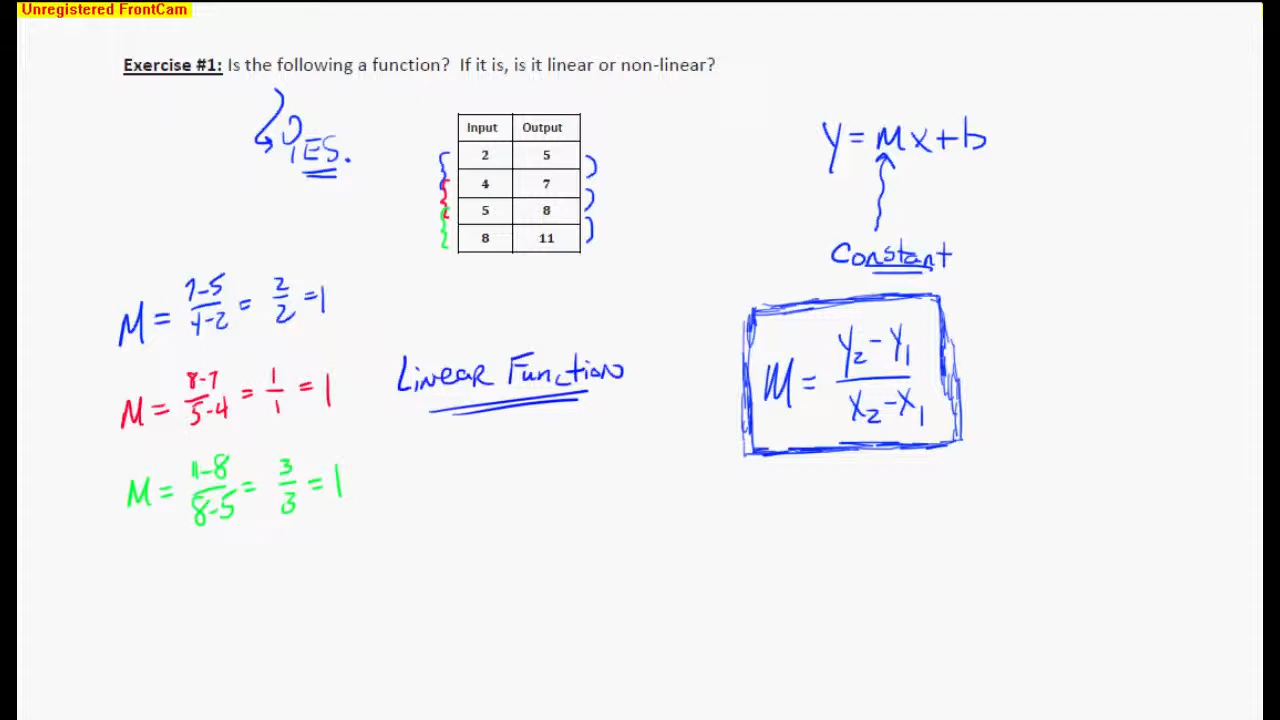 Unregistered FrontCam
Exercise #1: Is the following a function? If it is, is it linear or non-linear?
YES.
Input Output
2 5
4 7
5 8
8 11
y = mx + b
Constant
M = 7-5/4-2 = 2/2 = 1
M = 8-7/5-4 = 1/1 = 1
M = 11-8/8-5 = 3/3 = 1
Linear Function
M = y₂ - y₁/x₂ - x₁